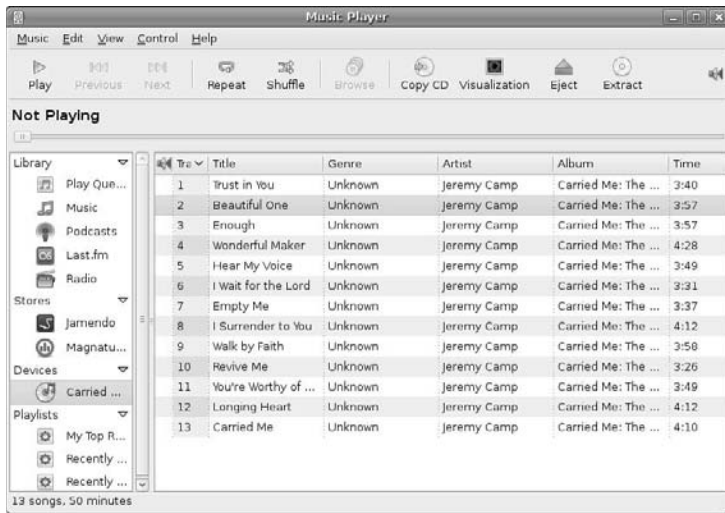 Music Player
Music Edit View Control Help
Play Previous Next Repeat Shuffle Browse Copy CD Visualization Eject Extract
Not Playing
Library
Play Que...
Music
Podcasts
Last.fm
Radio
Stores
Jamendo
Magnatu...
Devices
Carried ...
Playlists
My Top R...
Recently ...
Recently ...
Tra Title Genre Artist Album Time
1 Trust in You Unknown Jeremy Camp Carried Me: The ... 3:40
2 Beautiful One Unknown Jeremy Camp Carried Me: The ... 3:57
3 Enough Unknown Jeremy Camp Carried Me: The ... 3:57
4 Wonderful Maker Unknown Jeremy Camp Carried Me: The ... 4:28
5 Hear My Voice Unknown Jeremy Camp Carried Me: The ... 3:49
6 I Wait for the Lord Unknown Jeremy Camp Carried Me: The ... 3:31
7 Empty Me Unknown Jeremy Camp Carried Me: The ... 3:37
8 I Surrender to You Unknown Jeremy Camp Carried Me: The ... 4:12
9 Walk by Faith Unknown Jeremy Camp Carried Me: The ... 3:58
10 Revive Me Unknown Jeremy Camp Carried Me: The ... 3:26
11 You're Worthy of ... Unknown Jeremy Camp Carried Me: The ... 3:49
12 Longing Heart Unknown Jeremy Camp Carried Me: The ... 4:12
13 Carried Me Unknown Jeremy Camp Carried Me: The ... 4:10
13 songs, 50 minutes